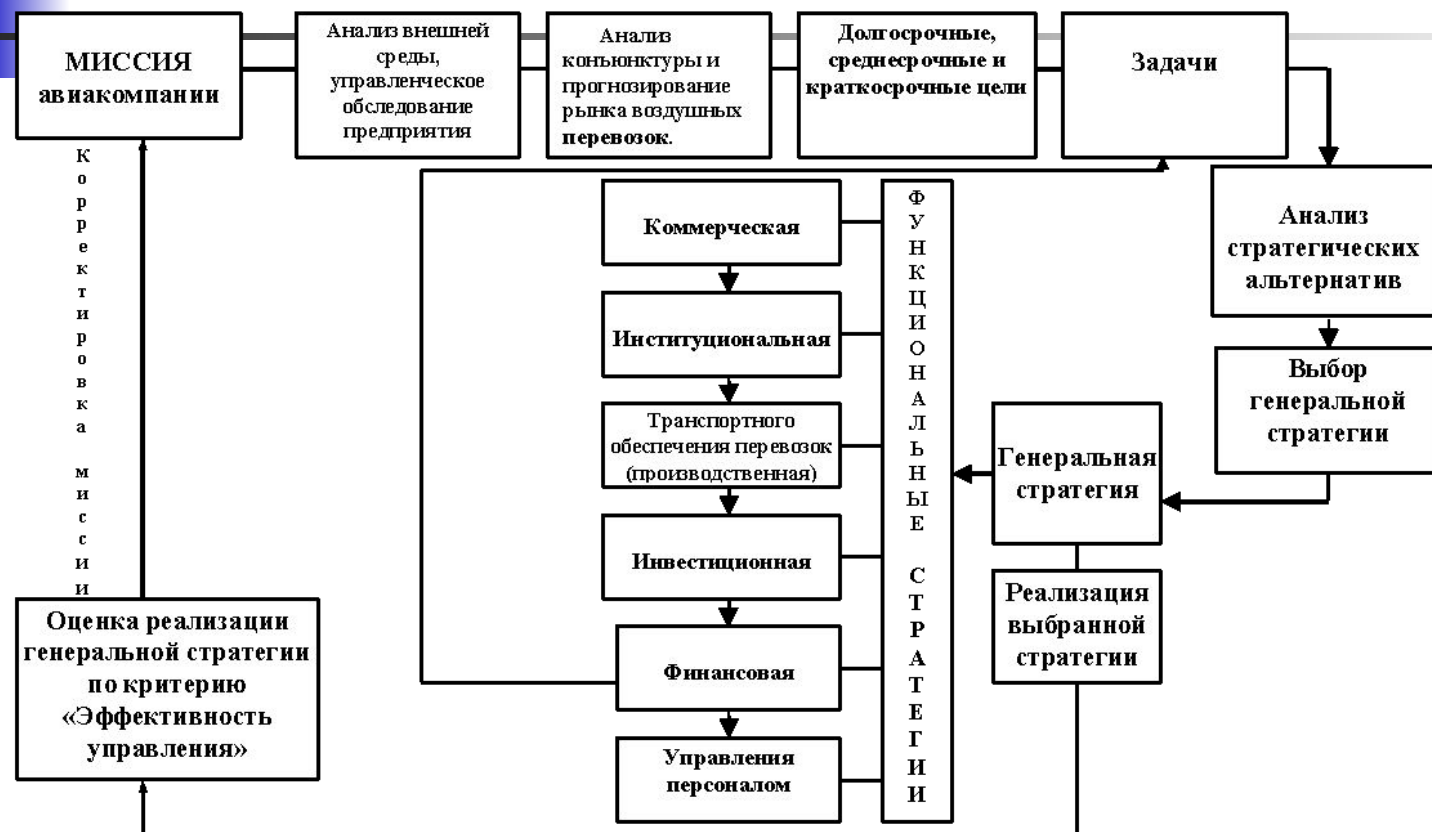 МИССИЯ
авиакомпании
Анализ внешней
среды,
управленческое
обследование
предприятия
Анализ
конъюнктуры и
прогнозирование
рынка воздушных
перевозок.
Долгосрочные,
среднесрочные и
краткосрочные цели
Задачи
Анализ
стратегических
альтернатив
Выбор
генеральной
стратегии
Генеральная
стратегия
Реализация
выбранной
стратегии
ФУНКЦИОНАЛЬНЫЕ СТРАТЕГИИ
Коммерческая
Институциональная
Транспортного
обеспечения перевозок
(производственная)
Инвестиционная
Финансовая
Управления
персоналом
Оценка реализации
генеральной стратегии
по критерию
«Эффективность
управления»
Корректировка миссии